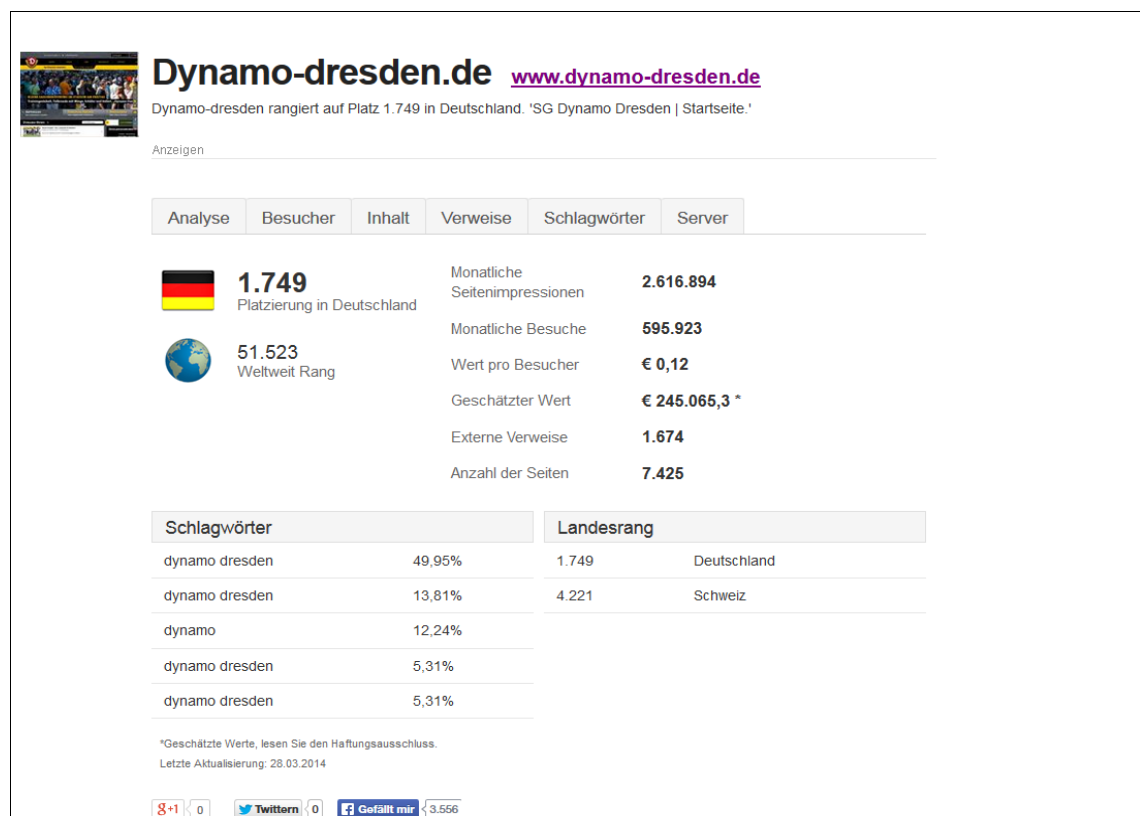 Dynamo-dresden.de www.dynamo-dresden.de
Dynamo-dresden rangiert auf Platz 1.749 in Deutschland. 'SG Dynamo Dresden | Startseite.'
Anzeigen
Analyse Besucher Inhalt Verweise Schlagwörter Server
1.749
Platzierung in Deutschland
51.523
Weltweit Rang
Monatliche
Seitenimpressionen 2.616.894
Monatliche Besuche 595.923
Wert pro Besucher € 0,12
Geschätzter Wert € 245.065,3 *
Externe Verweise 1.674
Anzahl der Seiten 7.425
Schlagwörter
dynamo dresden 49,95%
dynamo dresden 13,81%
dynamo 12,24%
dynamo dresden 5,31%
dynamo dresden 5,31%
Landesrang
1.749 Deutschland
4.221 Schweiz
*Geschätzte Werte, lesen Sie den Haftungsausschluss.
Letzte Aktualisierung: 28.03.2014
g+1 0 Twittern 0 Gefällt mir 3.556